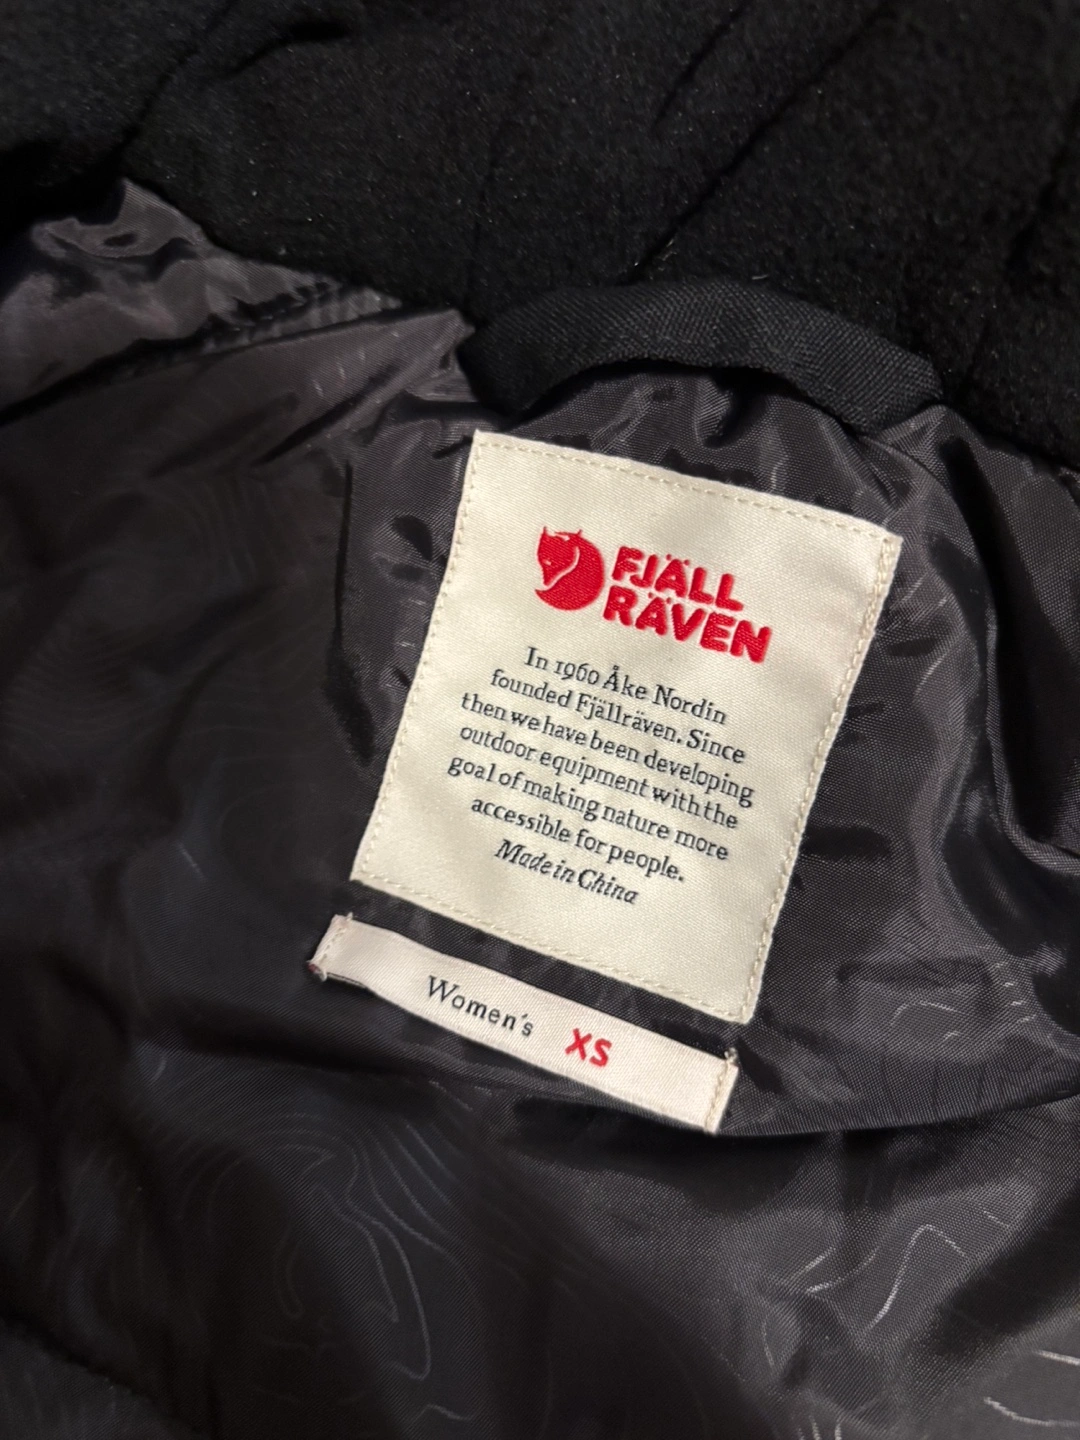 FJÄLL
RÄVEN
In 1960 Åke Nordin
founded Fjällräven. Since
then we have been developing
outdoor equipment with the
goal of making nature more
accessible for people.
Made in China
Women's XS